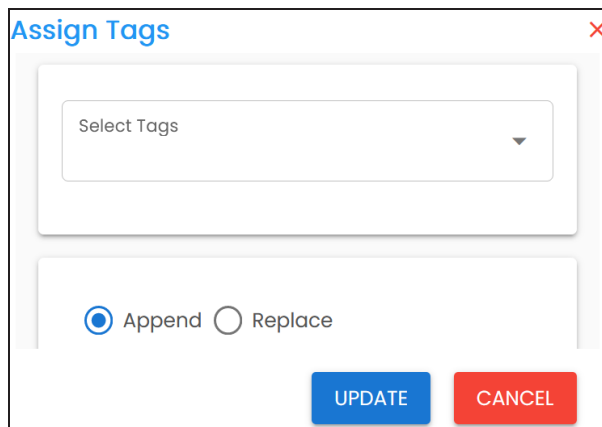 Assign Tags
Select Tags
Append Replace
UPDATE CANCEL